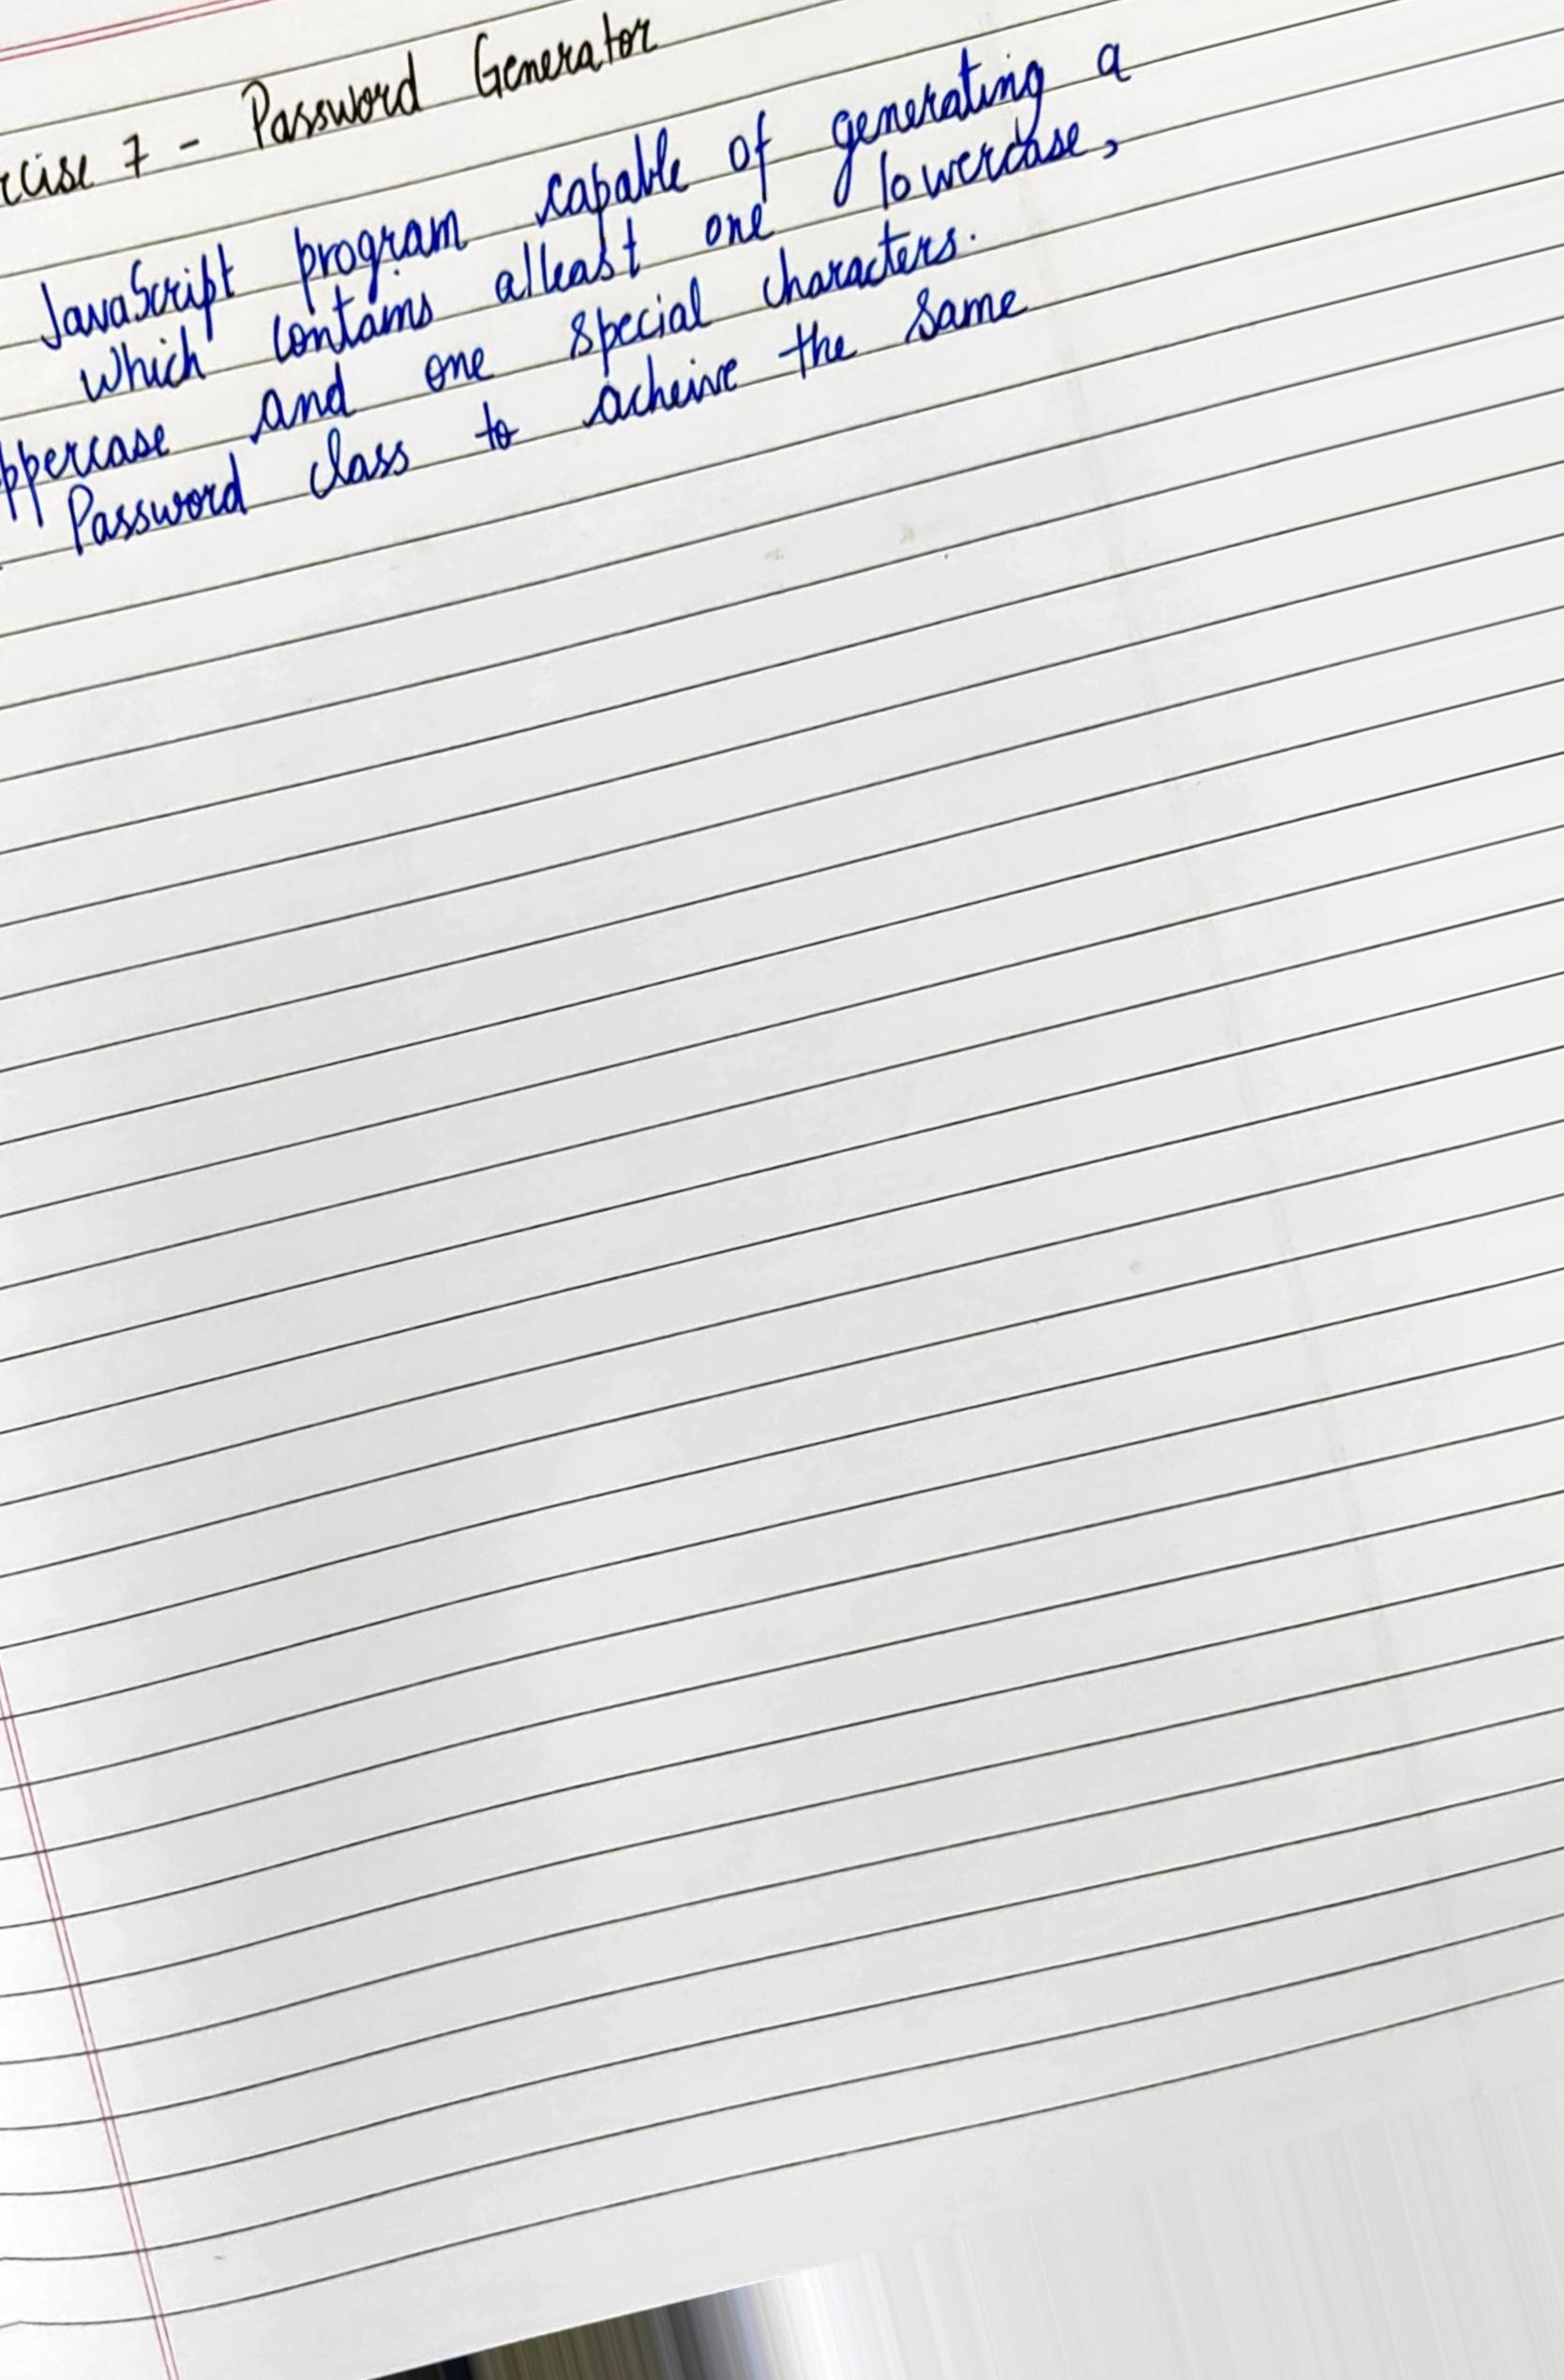 rcise 7 - Password Generator
JavaScript program capable of generating a
which contains atleast one lowercase,
ppercase and one special characters.
Password class to acheive the same